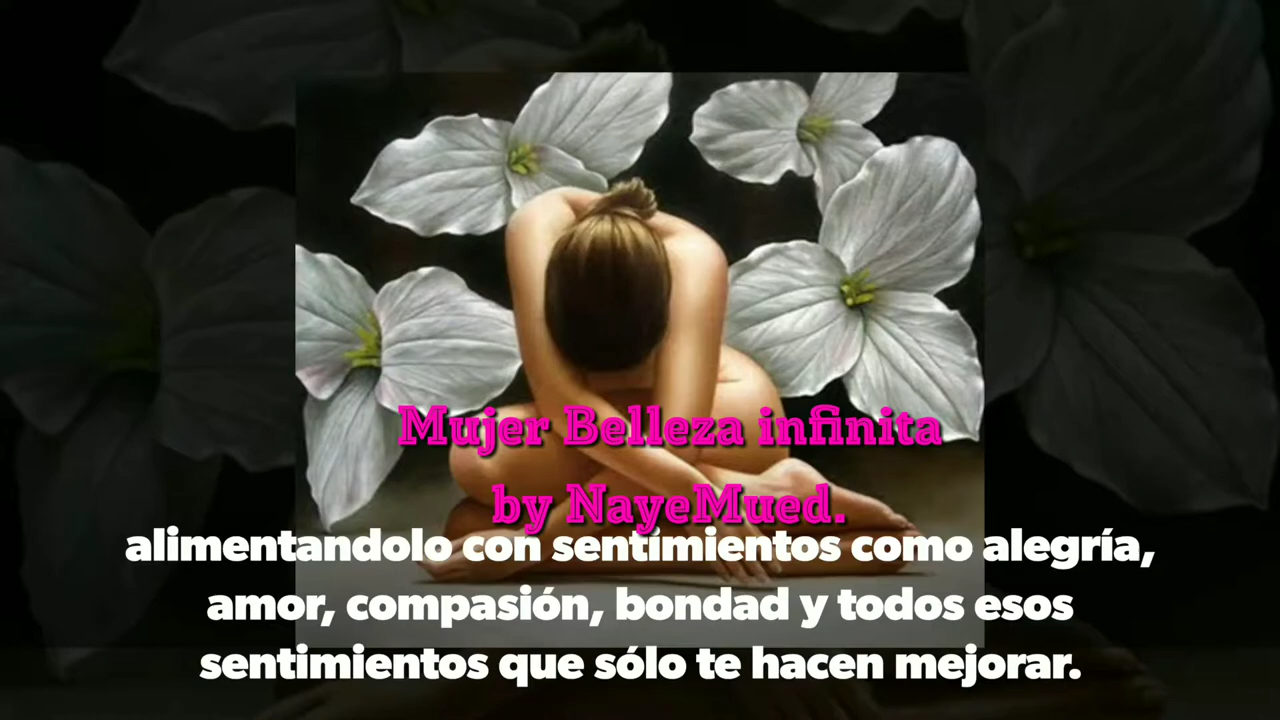 Mujer Belleza infinita
by NayeMued.
alimentandolo con sentimientos como alegría,
amor, compasión, bondad y todos esos
sentimientos que sólo te hacen mejorar.